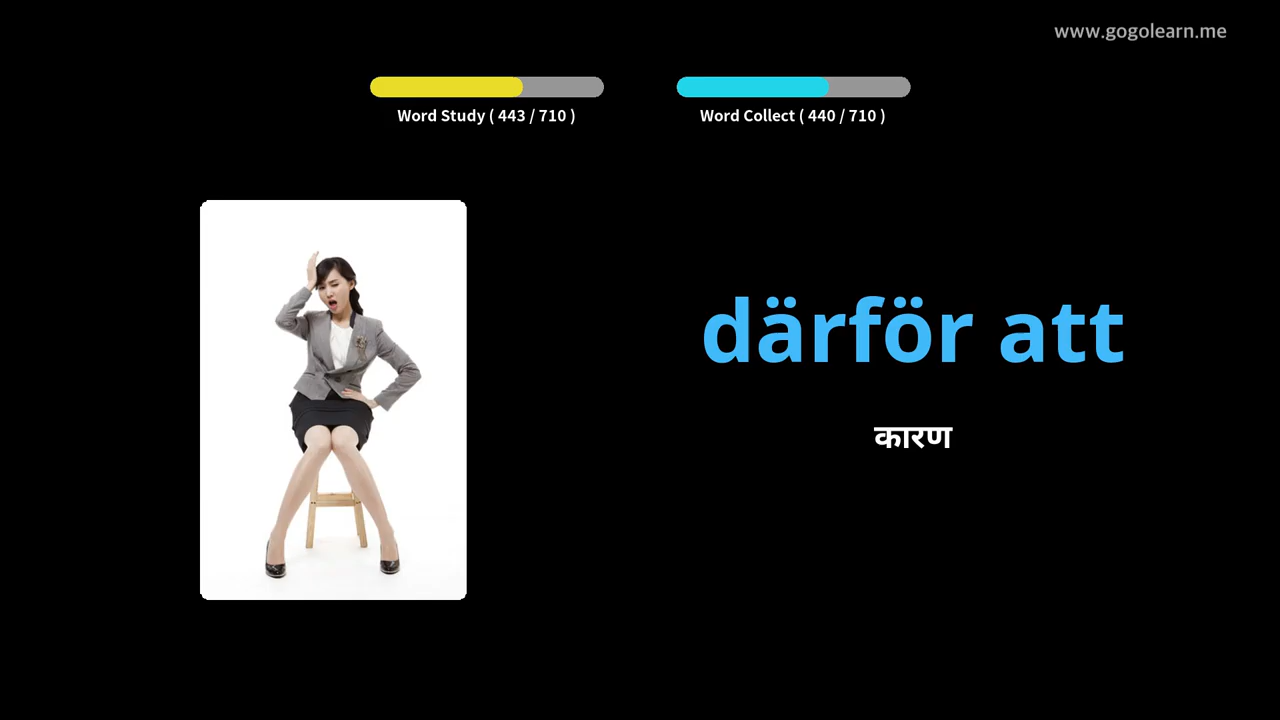 www.gogolearn.me
Word Study ( 443 / 710 )
Word Collect ( 440 / 710 )
därför att
कारण